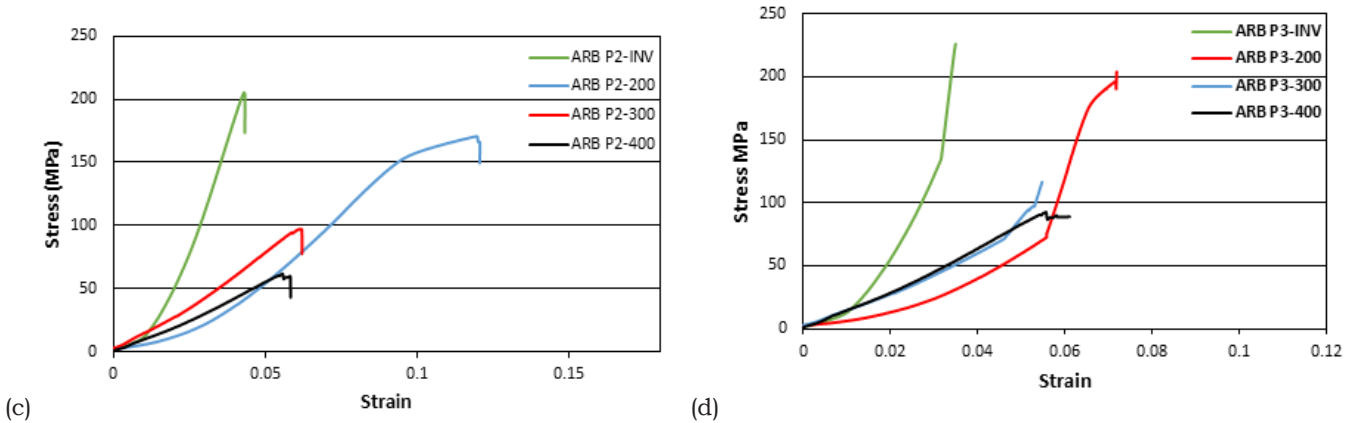 250
200
150
100
50
0
Stress (MPa)
0
0.05
0.1
0.15
Strain
ARB P2-INV
ARB P2-200
ARB P2-300
ARB P2-400
(c)
250
200
150
100
50
0
Stress MPa
0
0.02
0.04
0.06
0.08
0.1
0.12
Strain
ARB P3-INV
ARB P3-200
ARB P3-300
ARB P3-400
(d)